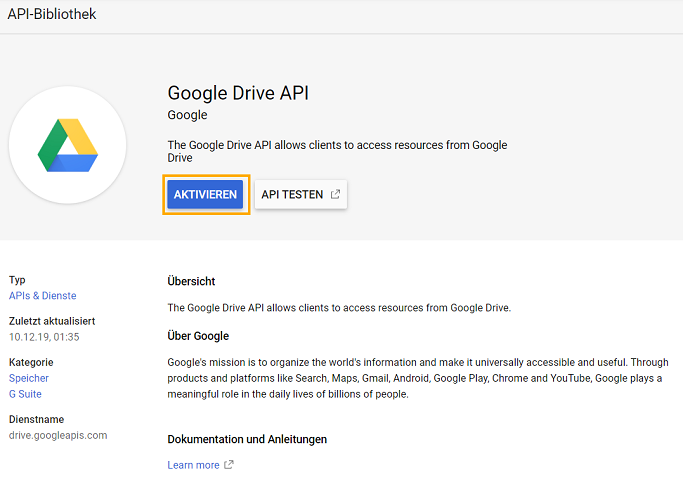 API-Bibliothek
Google Drive API
Google
The Google Drive API allows clients to access resources from Google
Drive
AKTIVIEREN
API TESTEN
Typ
APIs & Dienste
Zuletzt aktualisiert
10.12.19, 01:35
Kategorie
Speicher
G Suite
Dienstname
drive.googleapis.com
Übersicht
The Google Drive API allows clients to access resources from Google Drive.
Über Google
Google's mission is to organize the world's information and make it universally accessible and useful. Through
products and platforms like Search, Maps, Gmail, Android, Google Play, Chrome and YouTube, Google plays a
meaningful role in the daily lives of billions of people.
Dokumentation und Anleitungen
Learn more